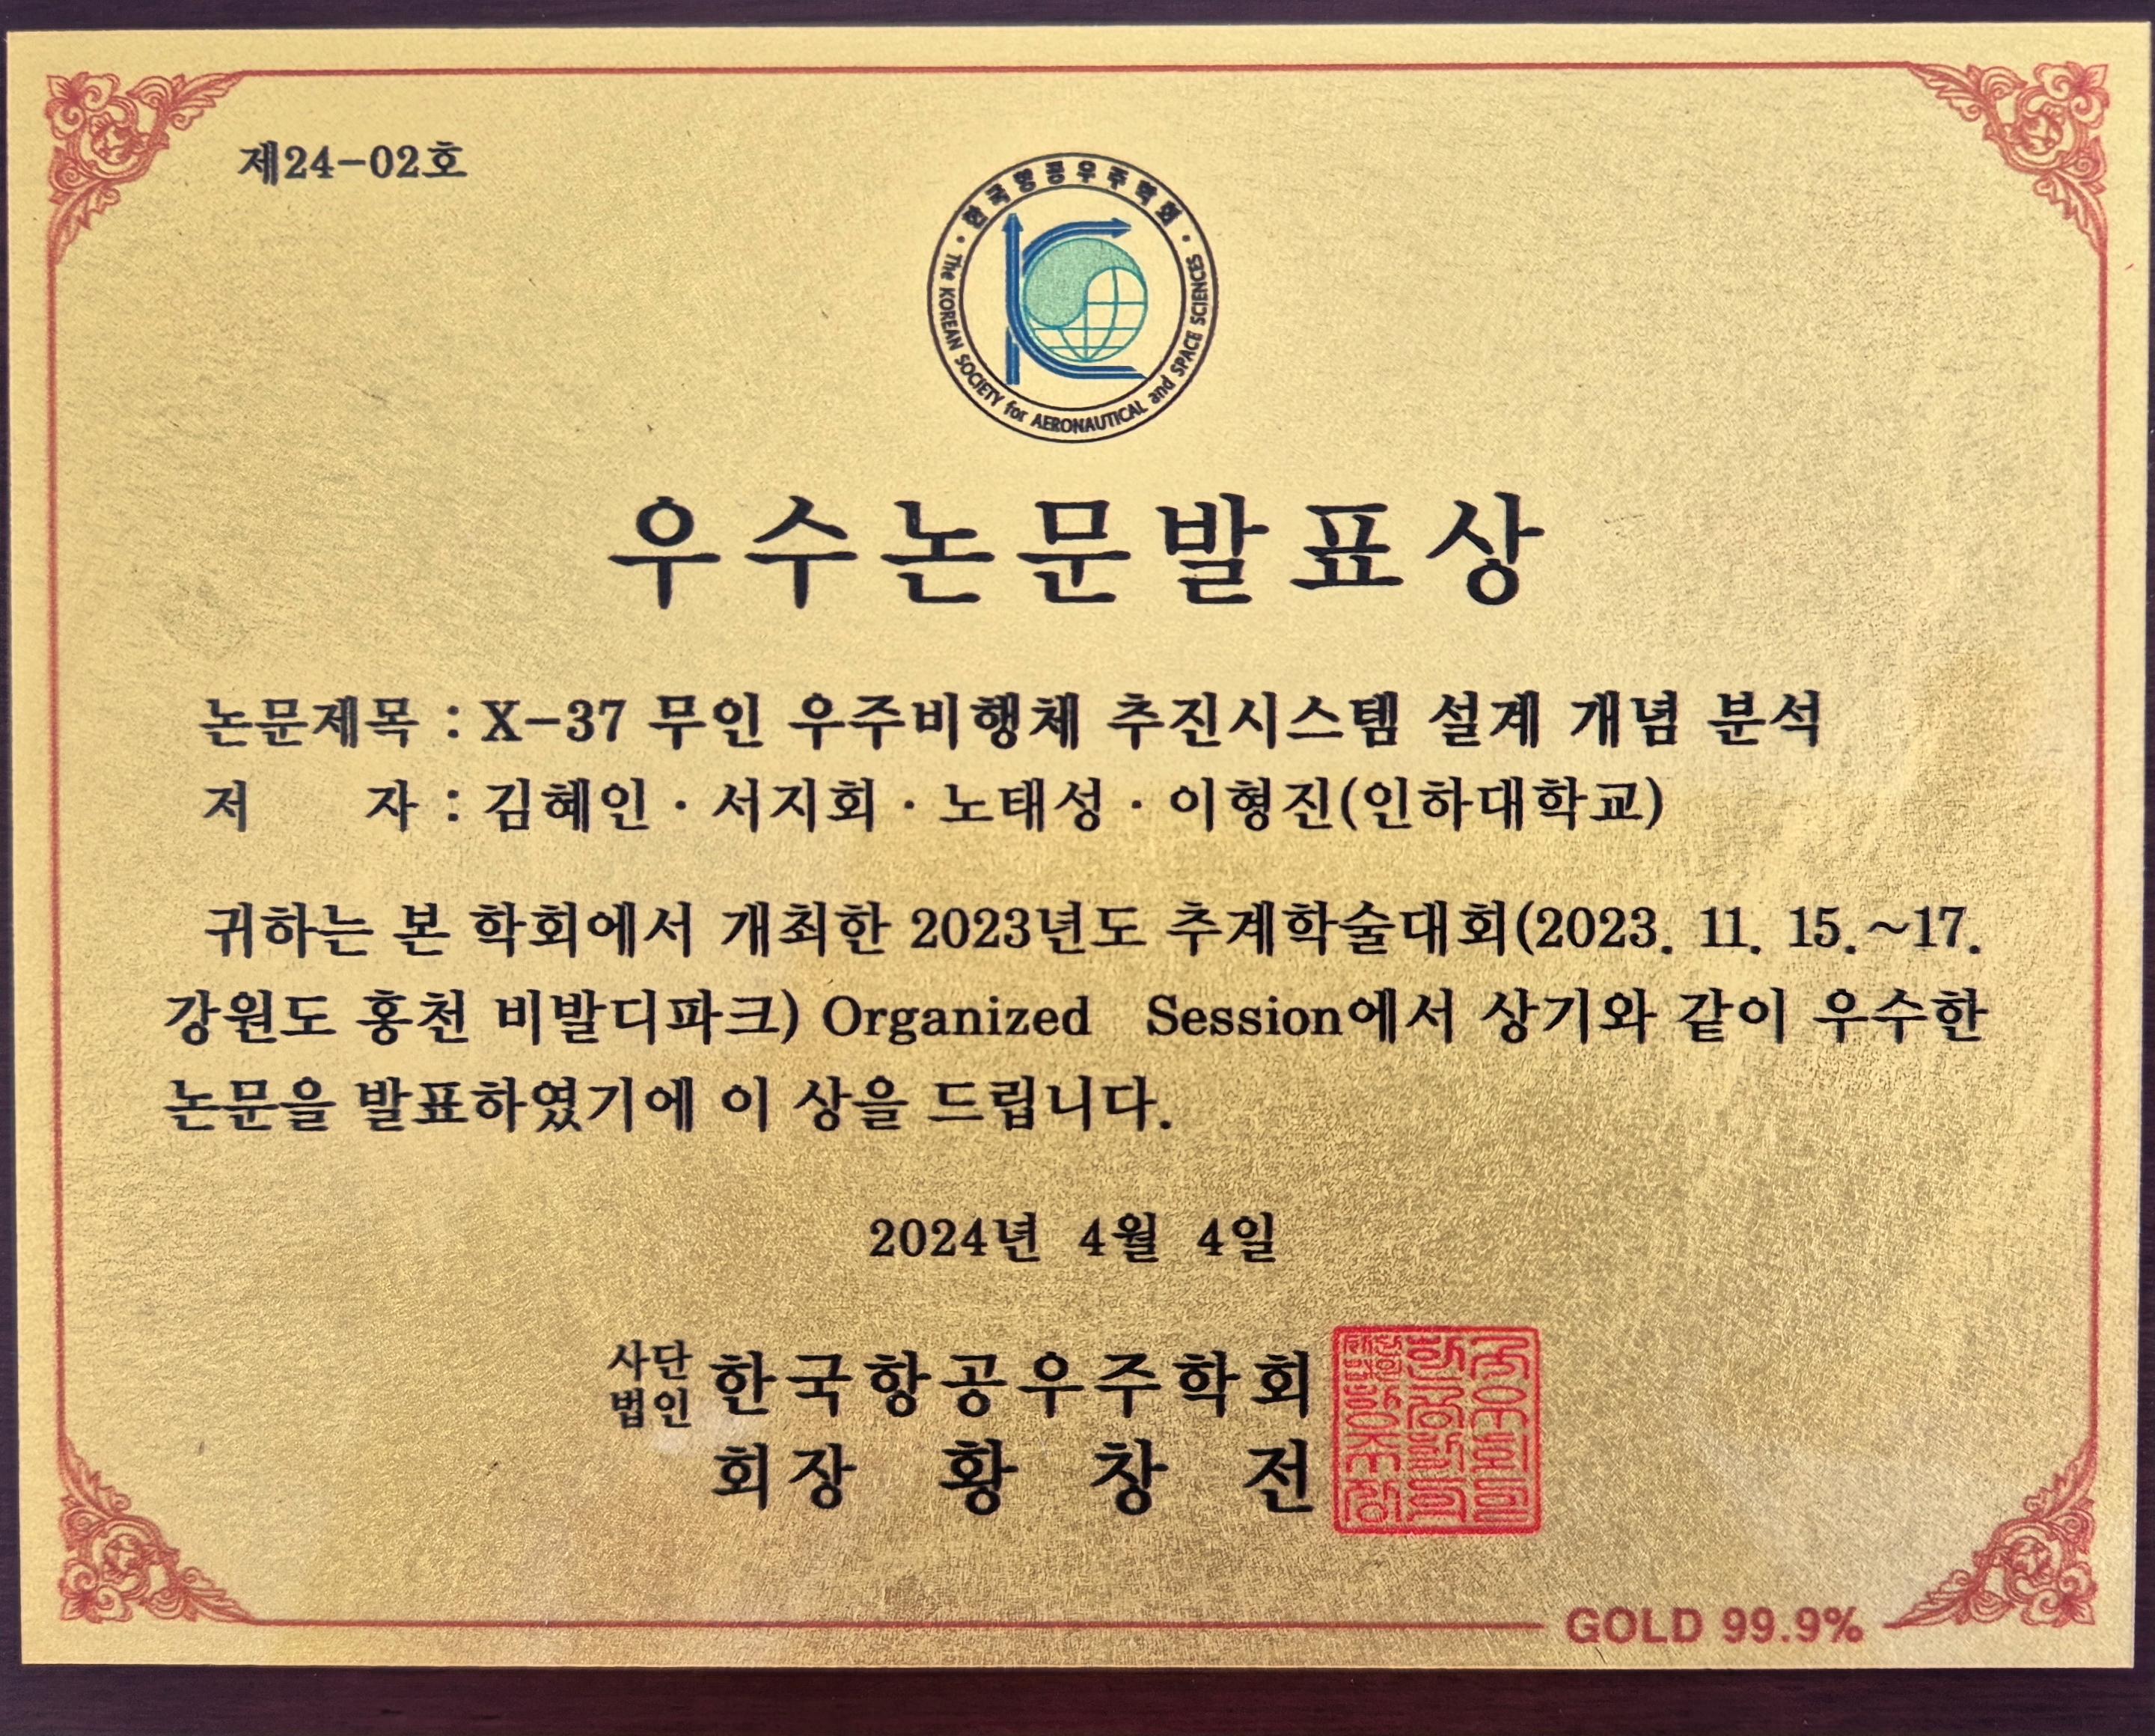 제24-02호
한국항공우주학회
The KOREAN SOCIETY for AERONAUTICAL and SPACE SCIENCES
우수논문발표상
논문제목 : X-37 무인 우주비행체 추진시스템 설계 개념 분석
저 자 : 김혜인 · 서지회 · 노태성 · 이형진(인하대학교)
귀하는 본 학회에서 개최한 2023년도 추계학술대회(2023. 11. 15.~17.
강원도 홍천 비발디파크) Organized Session에서 상기와 같이 우수한
논문을 발표하였기에 이 상을 드립니다.
2024년 4월 4일
사단
법인 한국항공우주학회
회장 황 창 전
GOLD 99.9%